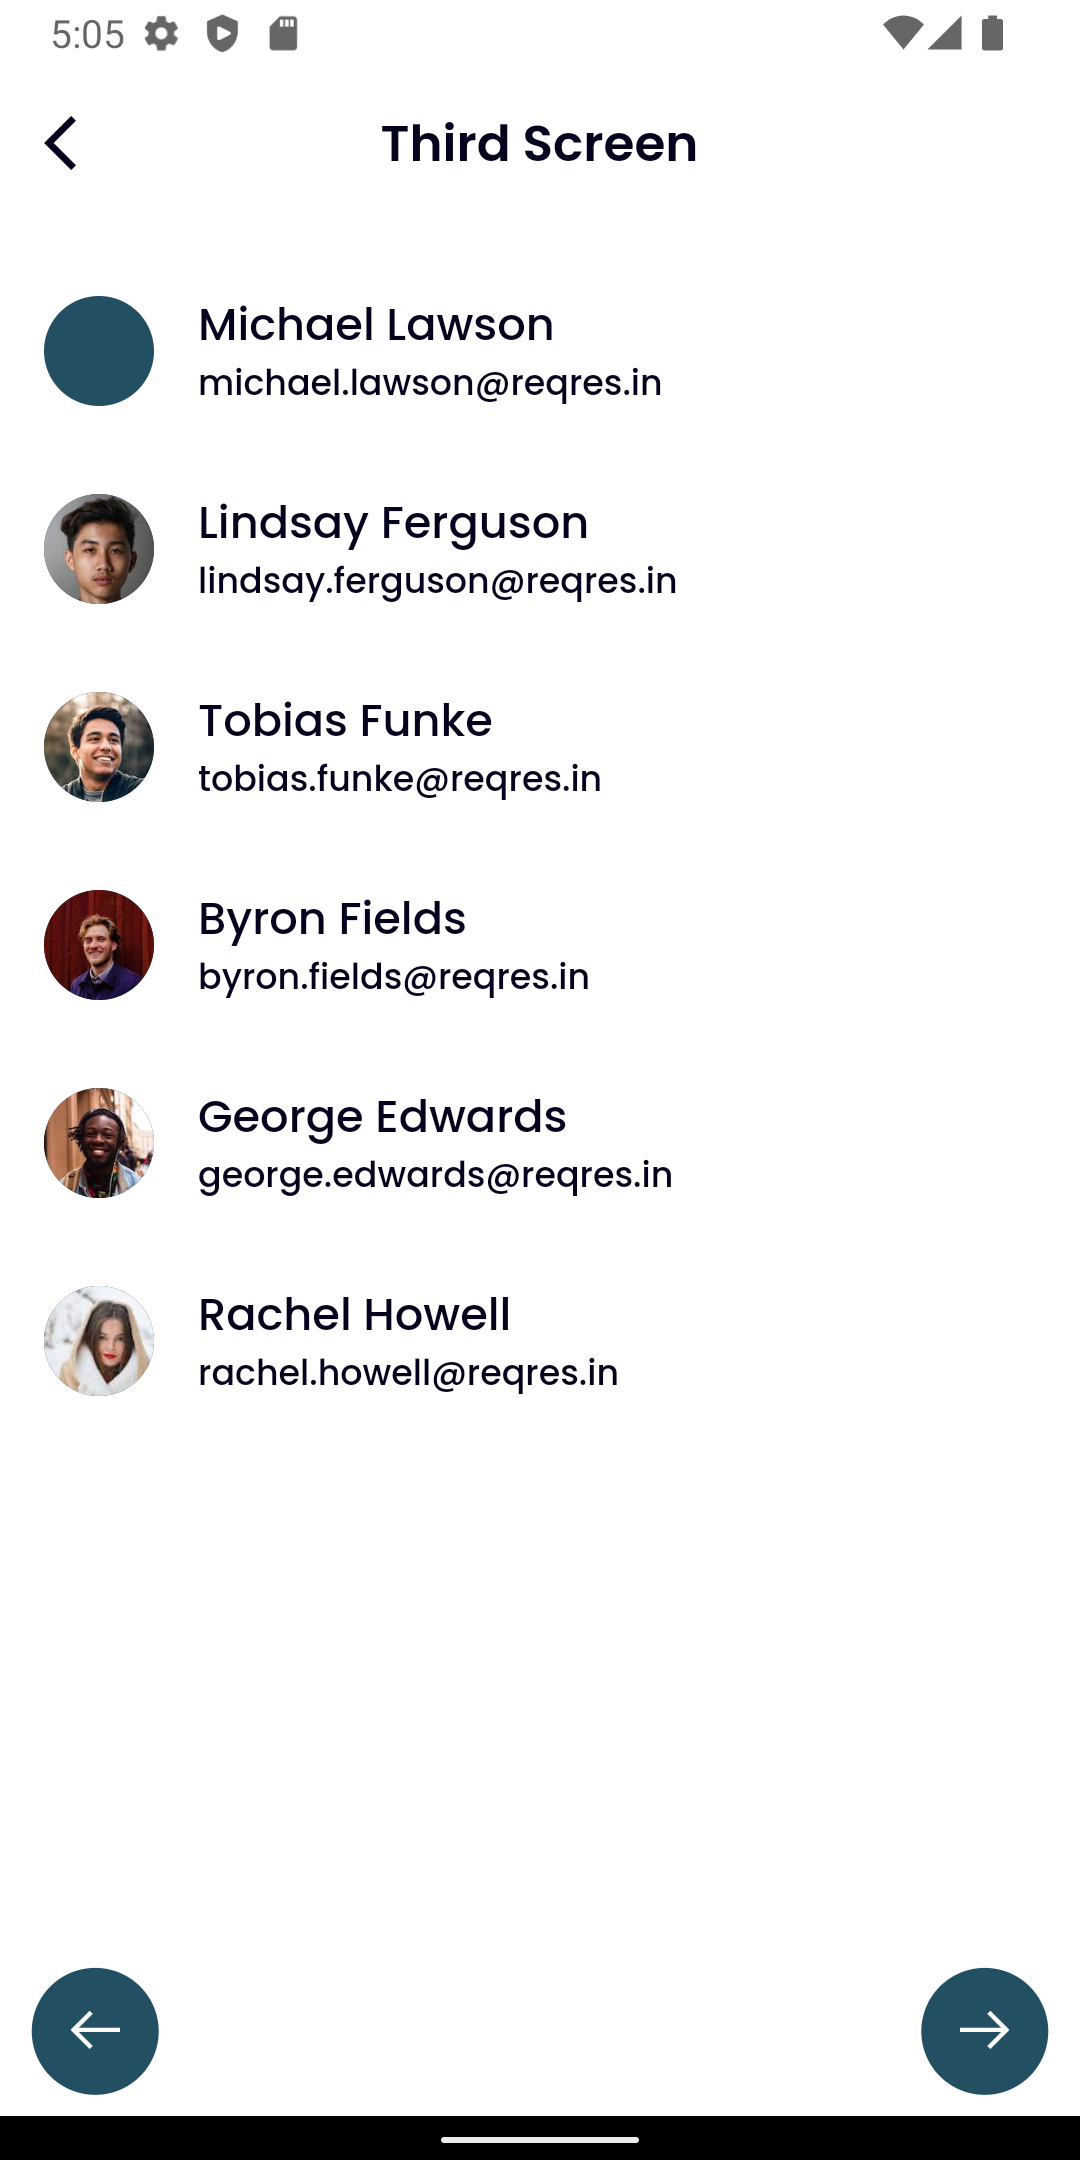 5:05
Third Screen
Michael Lawson
michael.lawson@reqres.in
Lindsay Ferguson
lindsay.ferguson@reqres.in
Tobias Funke
tobias.funke@reqres.in
Byron Fields
byron.fields@reqres.in
George Edwards
george.edwards@reqres.in
Rachel Howell
rachel.howell@reqres.in